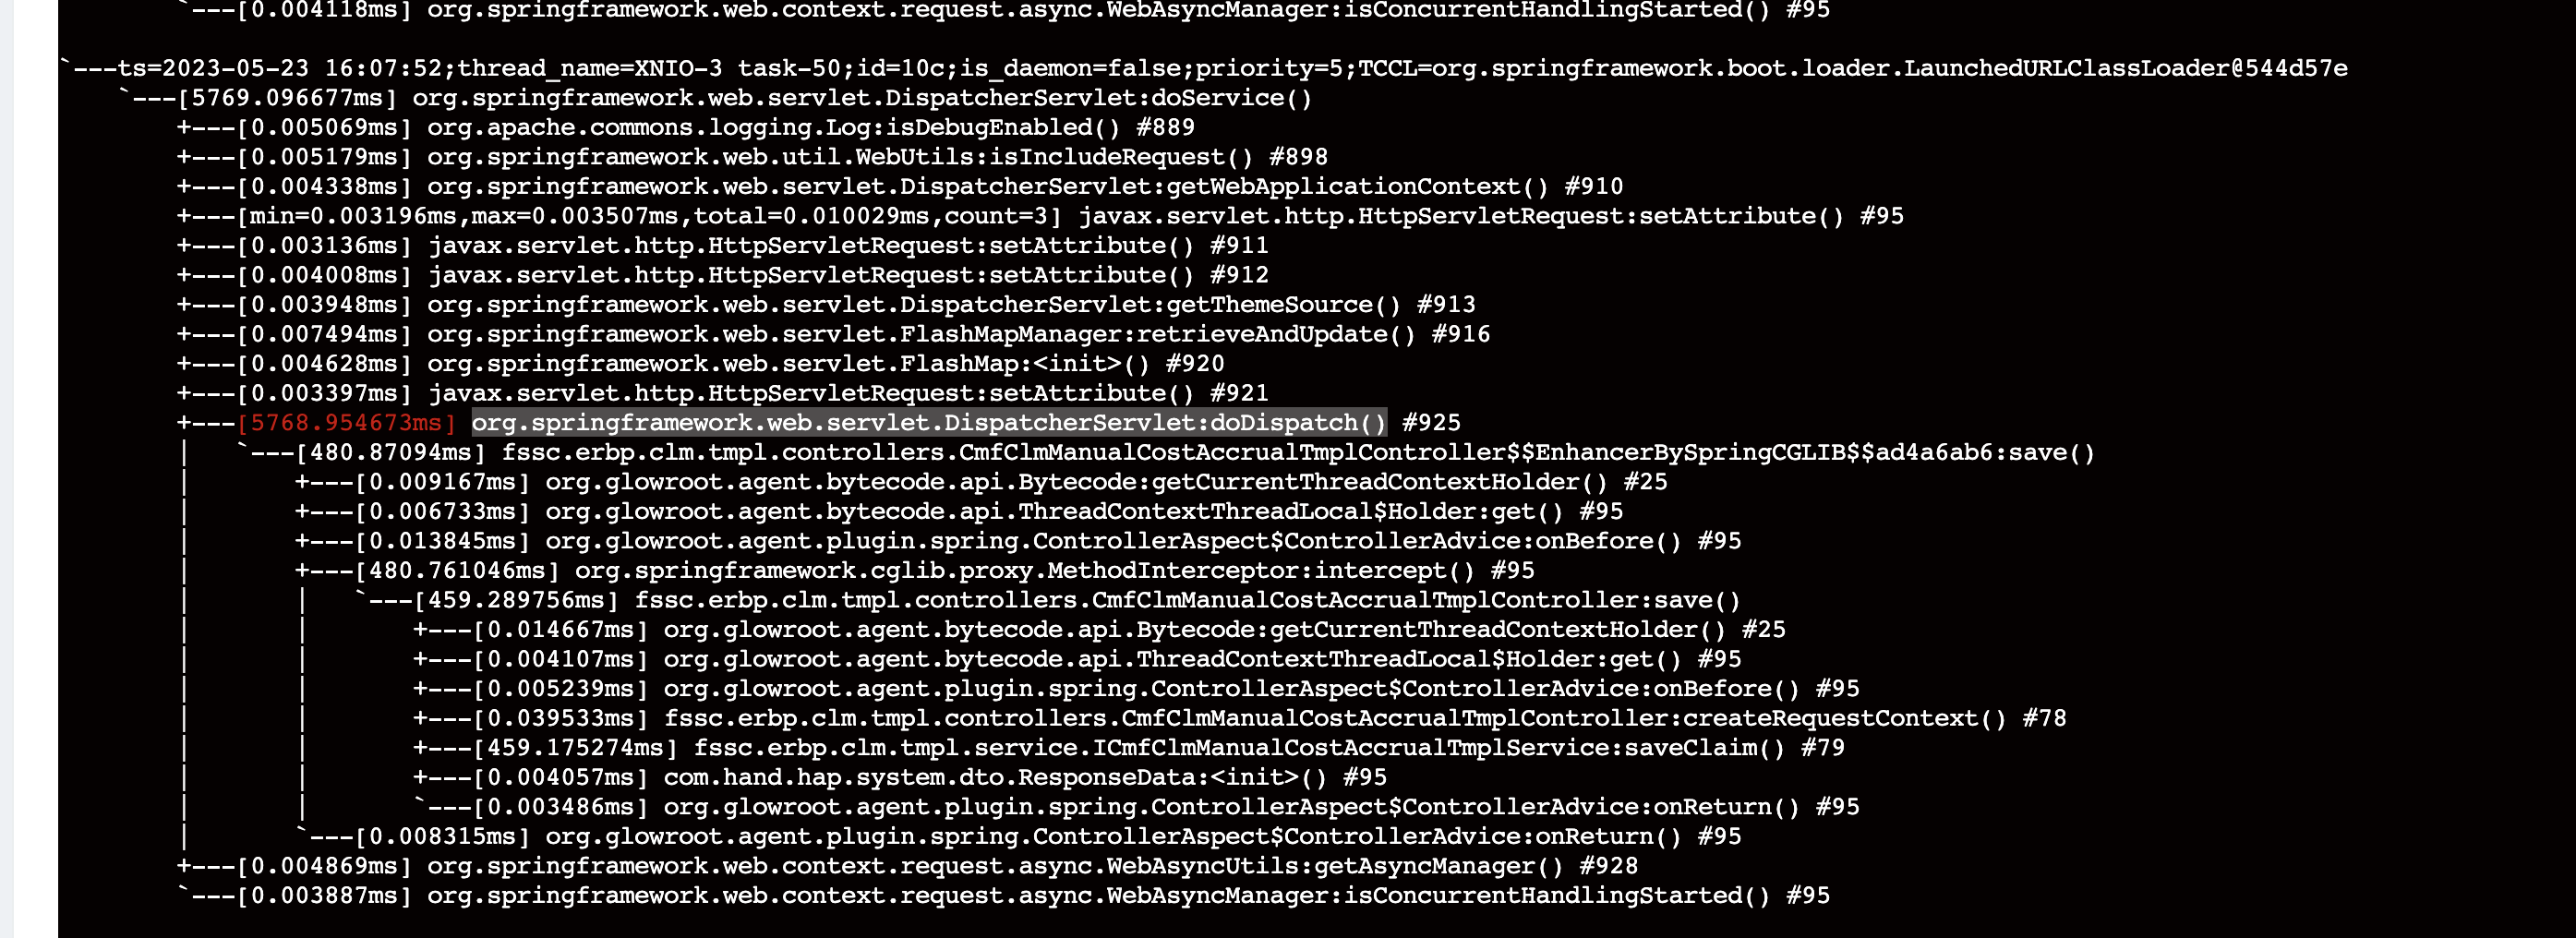 `---[0.004118ms] org.springframework.web.context.request.async.WebAsyncManager:isConcurrentHandlingStarted() #95
`---ts=2023-05-23 16:07:52;thread_name=XNIO-3 task-50;id=10c;is_daemon=false;priority=5;TCCL=org.springframework.boot.loader.LaunchedURLClassLoader@544d57e
`---[5769.096677ms] org.springframework.web.servlet.DispatcherServlet:doService()
+---[0.005069ms] org.apache.commons.logging.Log:isDebugEnabled() #889
+---[0.005179ms] org.springframework.web.util.WebUtils:isIncludeRequest() #898
+---[0.004338ms] org.springframework.web.servlet.DispatcherServlet:getWebApplicationContext() #910
+---[min=0.003196ms,max=0.003507ms,total=0.010029ms,count=3] javax.servlet.http.HttpServletRequest:setAttribute() #95
+---[0.003136ms] javax.servlet.http.HttpServletRequest:setAttribute() #911
+---[0.004008ms] javax.servlet.http.HttpServletRequest:setAttribute() #912
+---[0.003948ms] org.springframework.web.servlet.DispatcherServlet:getThemeSource() #913
+---[0.007494ms] org.springframework.web.servlet.FlashMapManager:retrieveAndUpdate() #916
+---[0.004628ms] org.springframework.web.servlet.FlashMap:<init>() #920
+---[0.003397ms] javax.servlet.http.HttpServletRequest:setAttribute() #921
+---[5768.954673ms] org.springframework.web.servlet.DispatcherServlet:doDispatch() #925
|   `---[480.87094ms] fssc.erbp.clm.tmpl.controllers.CmfClmManualCostAccrualTmplController$$EnhancerBySpringCGLIB$$ad4a6ab6:save()
|       +---[0.009167ms] org.glowroot.agent.bytecode.api.Bytecode:getCurrentThreadContextHolder() #25
|       +---[0.006733ms] org.glowroot.agent.bytecode.api.ThreadContextThreadLocal$Holder:get() #95
|       +---[0.013845ms] org.glowroot.agent.plugin.spring.ControllerAspect$ControllerAdvice:onBefore() #95
|       +---[480.761046ms] org.springframework.cglib.proxy.MethodInterceptor:intercept() #95
|       |   `---[459.289756ms] fssc.erbp.clm.tmpl.controllers.CmfClmManualCostAccrualTmplController:save()
|       |       +---[0.014667ms] org.glowroot.agent.bytecode.api.Bytecode:getCurrentThreadContextHolder() #25
|       |       +---[0.004107ms] org.glowroot.agent.bytecode.api.ThreadContextThreadLocal$Holder:get() #95
|       |       +---[0.005239ms] org.glowroot.agent.plugin.spring.ControllerAspect$ControllerAdvice:onBefore() #95
|       |       +---[0.039533ms] fssc.erbp.clm.tmpl.controllers.CmfClmManualCostAccrualTmplController:createRequestContext() #78
|       |       +---[459.175274ms] fssc.erbp.clm.tmpl.service.ICmfClmManualCostAccrualTmplService:saveClaim() #79
|       |       +---[0.004057ms] com.hand.hap.system.dto.ResponseData:<init>() #95
|       |       `---[0.003486ms] org.glowroot.agent.plugin.spring.ControllerAspect$ControllerAdvice:onReturn() #95
|       `---[0.008315ms] org.glowroot.agent.plugin.spring.ControllerAspect$ControllerAdvice:onReturn() #95
+---[0.004869ms] org.springframework.web.context.request.async.WebAsyncUtils:getAsyncManager() #928
`---[0.003887ms] org.springframework.web.context.request.async.WebAsyncManager:isConcurrentHandlingStarted() #95